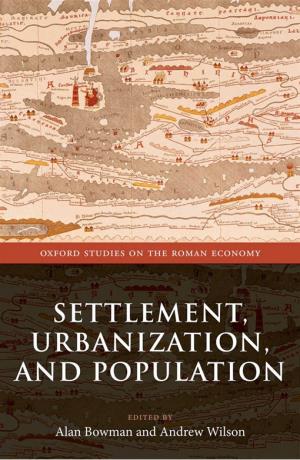 OXFORD STUDIES ON THE ROMAN ECONOMY
SETTLEMENT,
URBANIZATION,
AND POPULATION
EDITED BY
Alan Bowman and Andrew Wilson